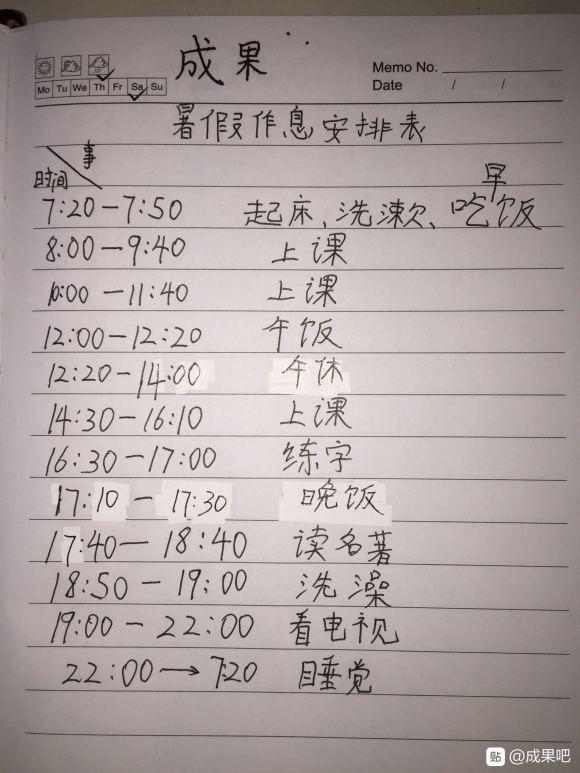 成果
Memo No.
Mo Tu We Th Fr Sa Su
Date / /
暑假作息安排表
事
时间
早
7:20-7:50 起床、洗漱、吃饭
8:00-9:40 上课
10:00-11:40 上课
12:00-12:20 午饭
12:20-14:00 午休
14:30-16:10 上课
16:30-17:00 练字
17:10-17:30 晚饭
17:40-18:40 读名著
18:50-19:00 洗澡
19:00-22:00 看电视
22:00→7:20 睡觉
贴 @成果吧